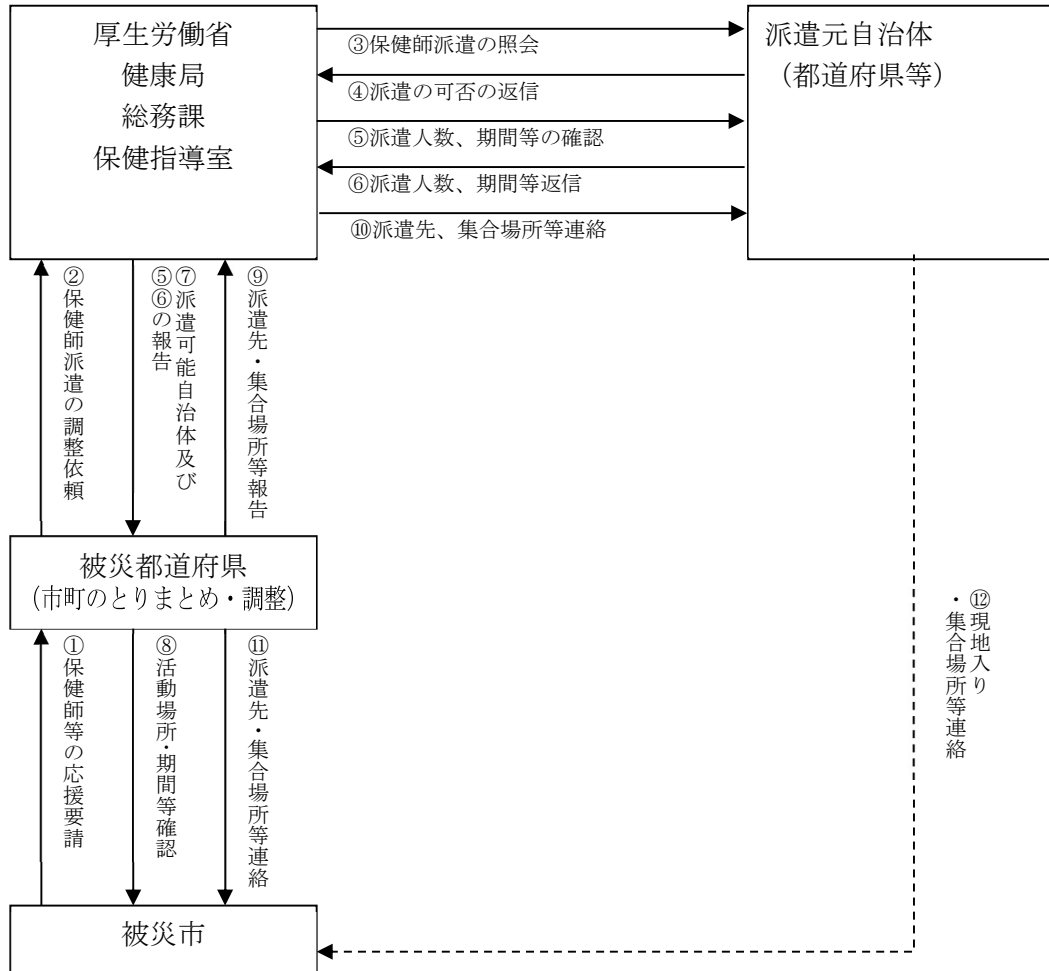 厚生労働省
健康局
総務課
保健指導室
派遣元自治体
（都道府県等）
③保健師派遣の照会
④派遣の可否の返信
⑤派遣人数、期間等の確認
⑥派遣人数、期間等返信
⑩派遣先、集合場所等連絡
②保健師派遣の調整依頼
⑦派遣可能自治体及び
⑤⑥の報告
⑨派遣先・集合場所等報告
被災都道府県
（市町のとりまとめ・調整）
①保健師等の応援要請
⑧活動場所・期間等確認
⑪派遣先・集合場所等連絡
⑫現地入り
・集合場所等連絡
被災市